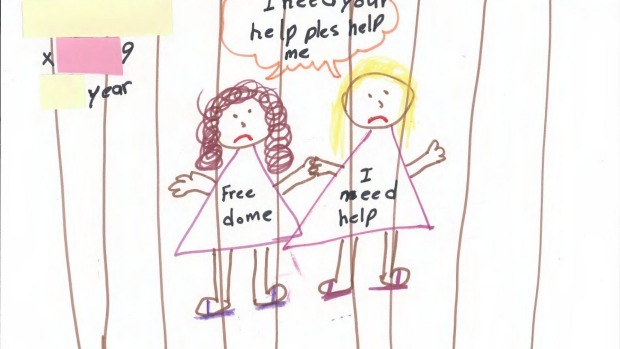 I need your
help ples help
me
x 9
year
Free
dome
I
need
help